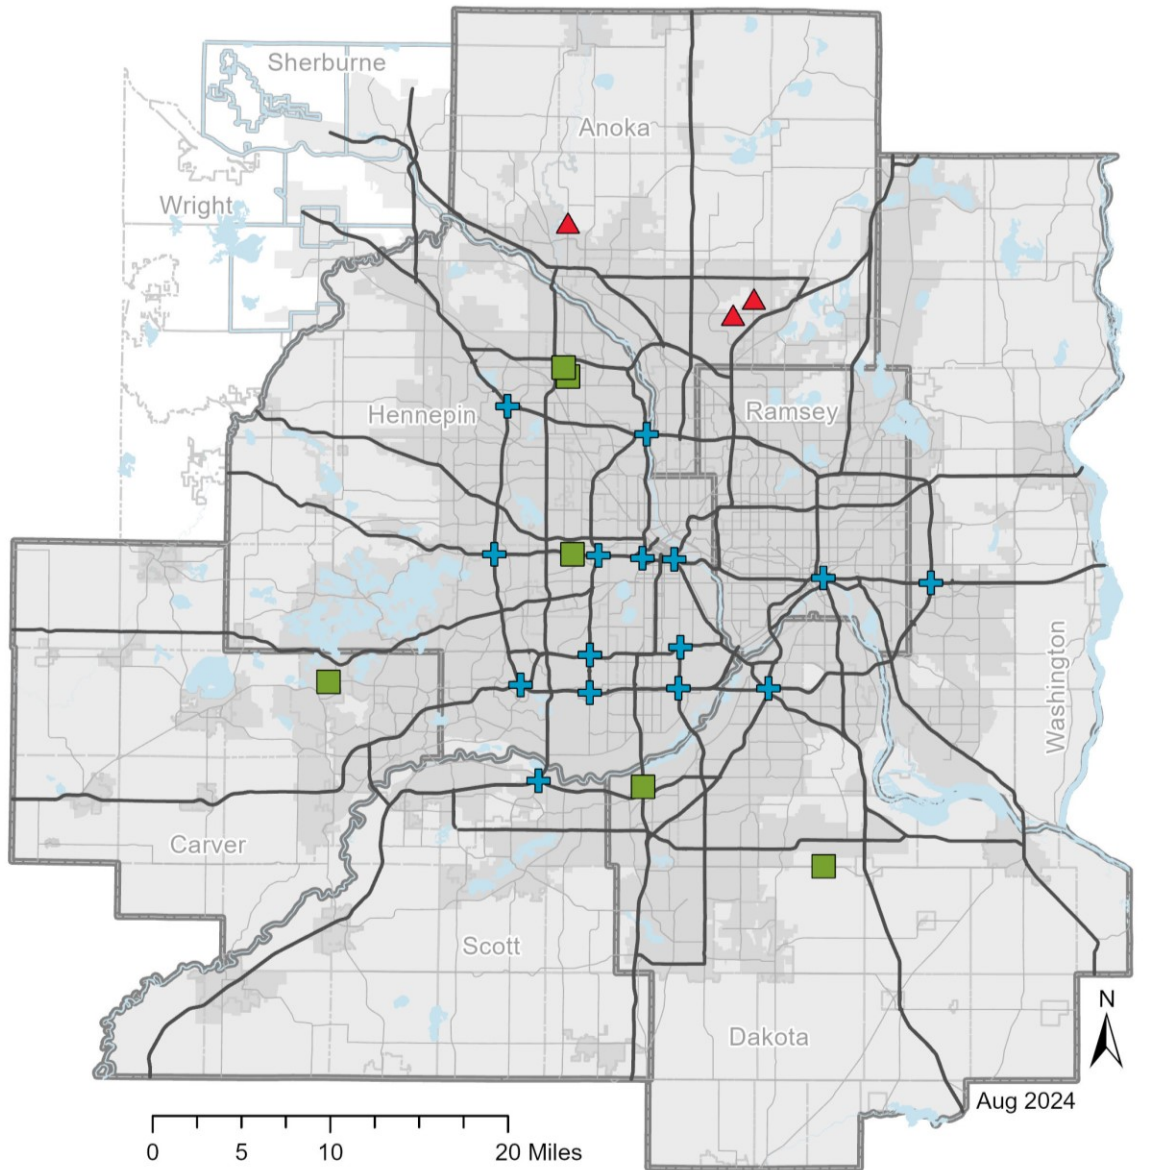 Sherburne
Anoka
Wright
Hennepin
Ramsey
Washington
Carver
Scott
N
Dakota
Aug 2024
0 5 10 20 Miles